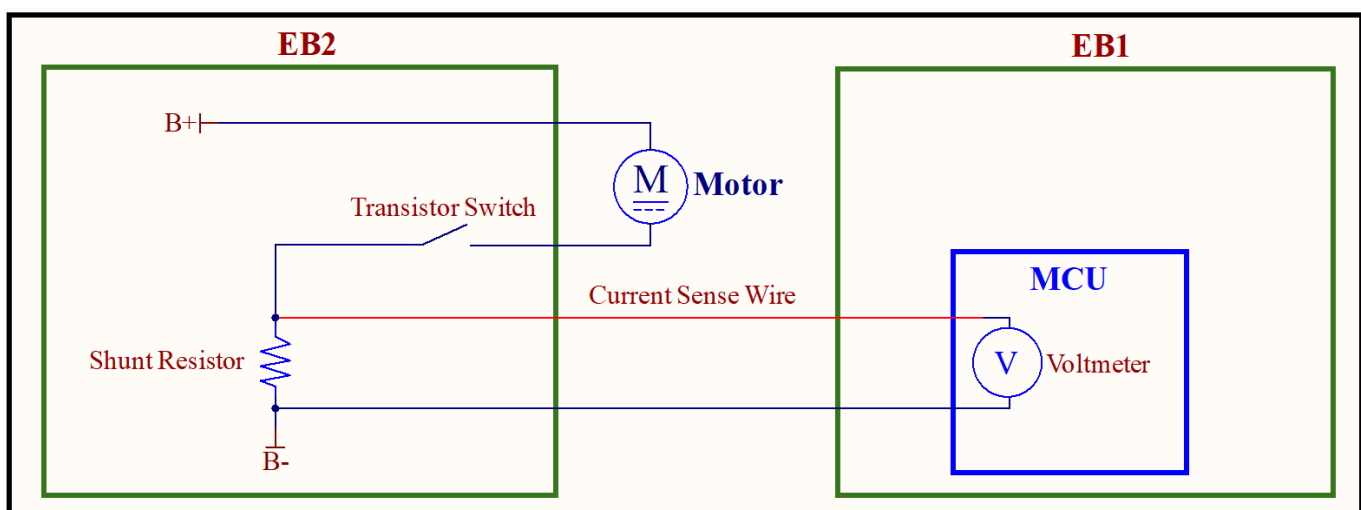 EB2
EB1
B+
M
Motor
Transistor Switch
MCU
Current Sense Wire
Shunt Resistor
V
Voltmeter
B-